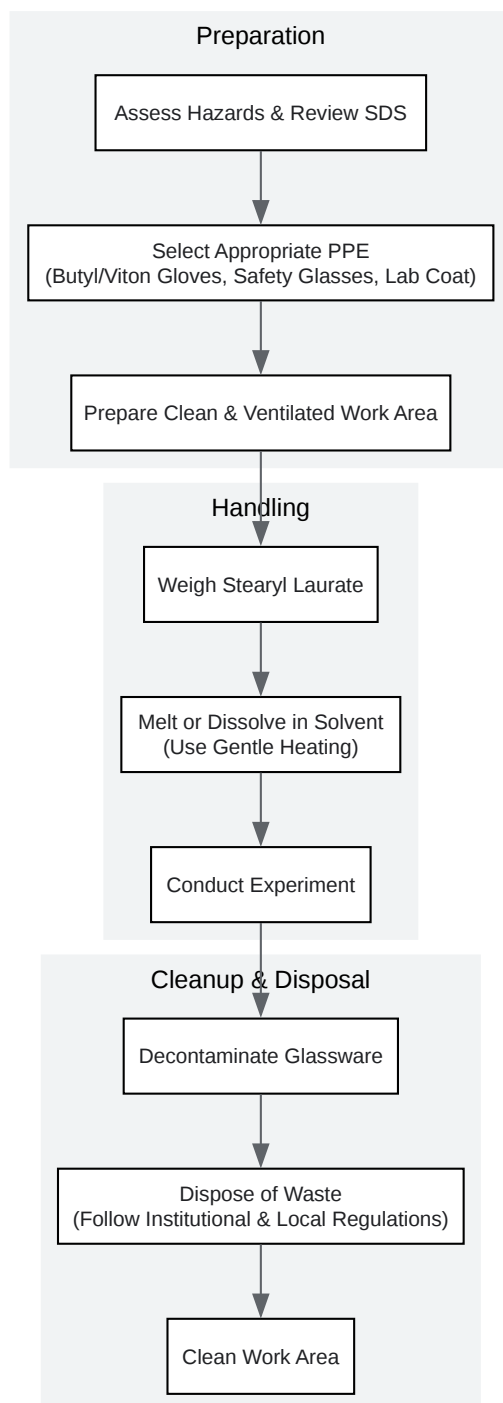 Preparation
Assess Hazards & Review SDS
Select Appropriate PPE
(Butyl/Viton Gloves, Safety Glasses, Lab Coat)
Prepare Clean & Ventilated Work Area
Handling
Weigh Stearyl Laurate
Melt or Dissolve in Solvent
(Use Gentle Heating)
Conduct Experiment
Cleanup & Disposal
Decontaminate Glassware
Dispose of Waste
(Follow Institutional & Local Regulations)
Clean Work Area